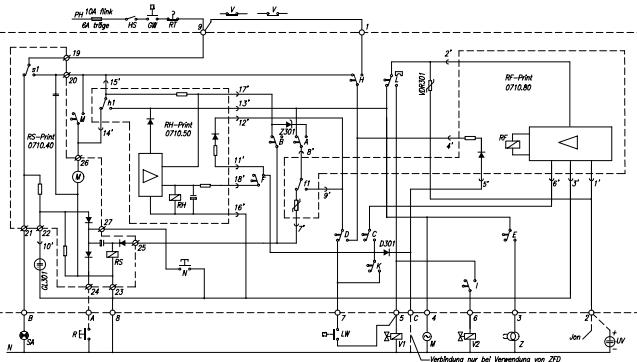 PH 10A flink
6A träge HS GW RT
V V
9 1
19 2'
s1 20 H L VDR301 RF-Print
0710.80
15' 17'
h1 13'
M 12' Z301
RS-Print
0710.40
RH-Print
0710.50
14' B A 4' RF
8'
26 11'
M 18' F f1 5' 6' 3' 1'
RH 9'
16'
21 22 27 7' D C E
10' 25 D301
GL301 RS N K I
24 23
B A 8 7 5 C 4 6 3 2
SA R LW V1 M V2 Z Jon UV
N
Verbindung nur bei Verwendung von ZFD